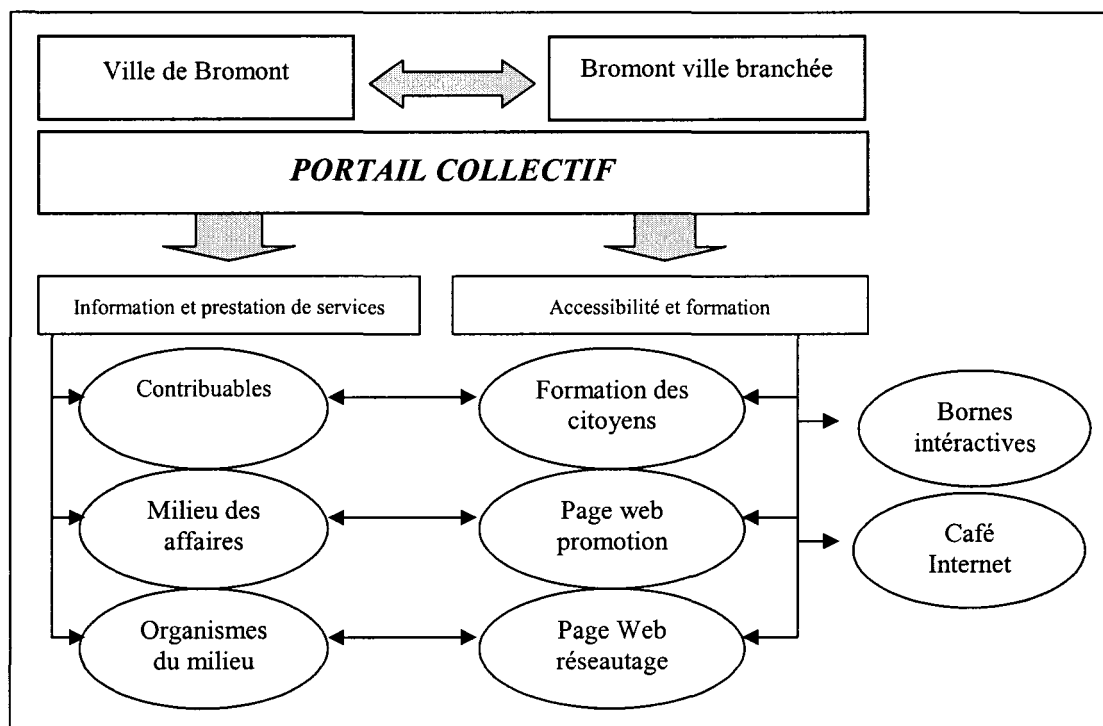 Ville de Bromont
Bromont ville branchée
PORTAIL COLLECTIF
Information et prestation de services
Accessibilité et formation
Contribuables
Formation des
citoyens
Bornes
intéractives
Milieu des
affaires
Page web
promotion
Café
Internet
Organismes
du milieu
Page Web
réseautage